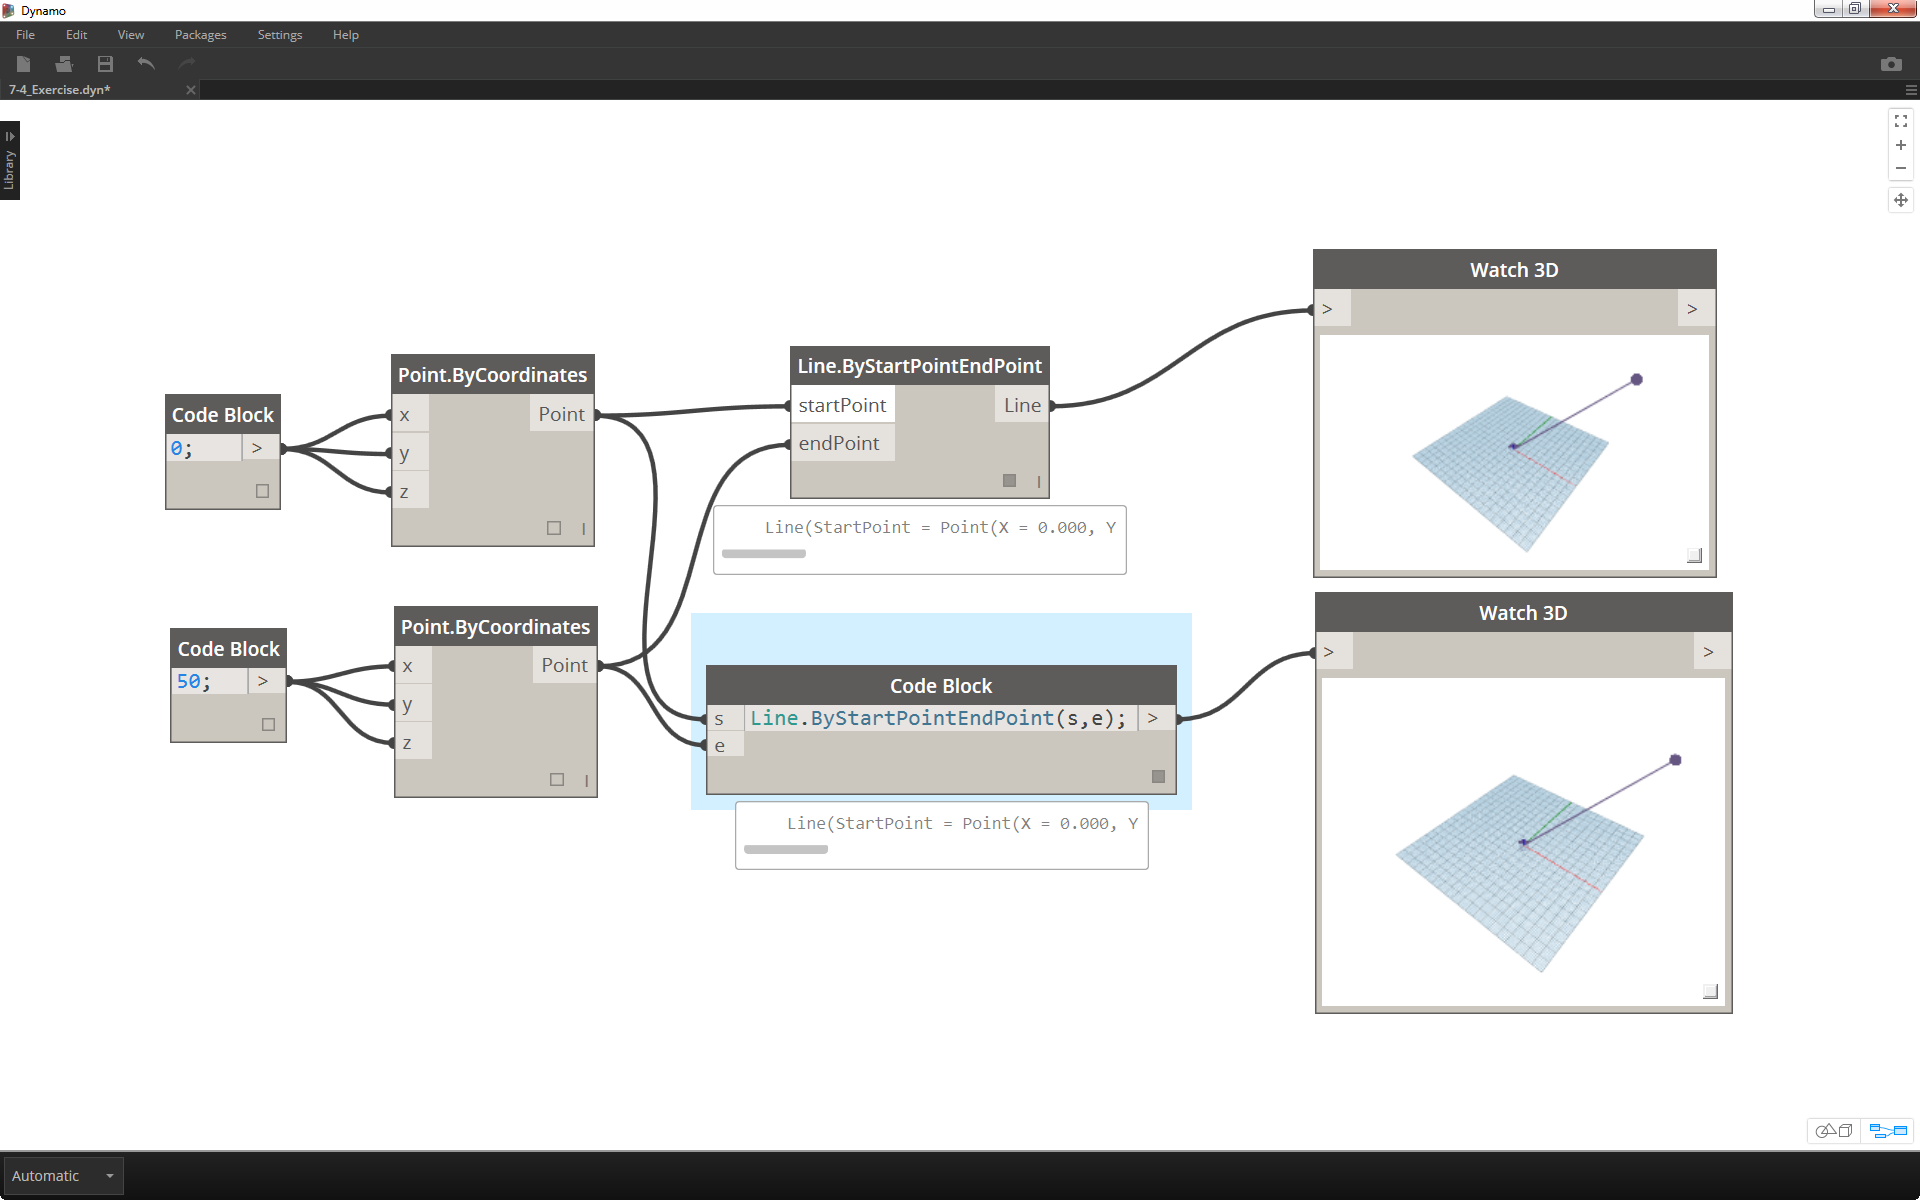 Dynamo
File Edit View Packages Settings Help
7-4_Exercise.dyn*
Library
Code Block
0; >
Point.ByCoordinates
x Point
y
z
Line.ByStartPointEndPoint
startPoint Line
endPoint
Line(StartPoint = Point(X = 0.000, Y
Watch 3D
> >
Code Block
50; >
Point.ByCoordinates
x Point
y
z
Code Block
s Line.ByStartPointEndPoint(s,e); >
e
Line(StartPoint = Point(X = 0.000, Y
Watch 3D
> >
Automatic